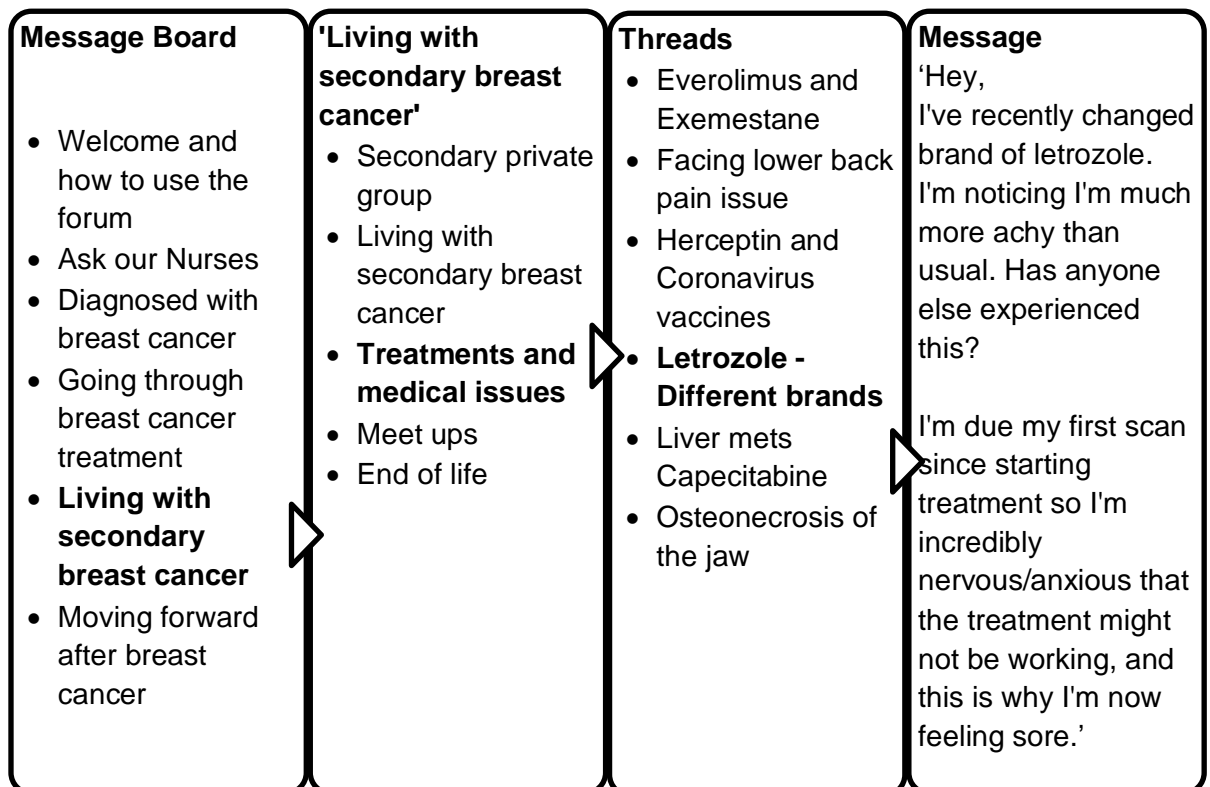 Message Board
• Welcome and
how to use the
forum
• Ask our Nurses
• Diagnosed with
breast cancer
• Going through
breast cancer
treatment
• Living with
secondary
breast cancer
• Moving forward
after breast
cancer
'Living with
secondary breast
cancer'
• Secondary private
group
• Living with
secondary breast
cancer
• Treatments and
medical issues
• Meet ups
• End of life
Threads
• Everolimus and
Exemestane
• Facing lower back
pain issue
• Herceptin and
Coronavirus
vaccines
• Letrozole -
Different brands
• Liver mets
Capecitabine
• Osteonecrosis of
the jaw
Message
‘Hey,
I've recently changed
brand of letrozole.
I'm noticing I'm much
more achy than
usual. Has anyone
else experienced
this?
I'm due my first scan
since starting
treatment so I'm
incredibly
nervous/anxious that
the treatment might
not be working, and
this is why I'm now
feeling sore.’